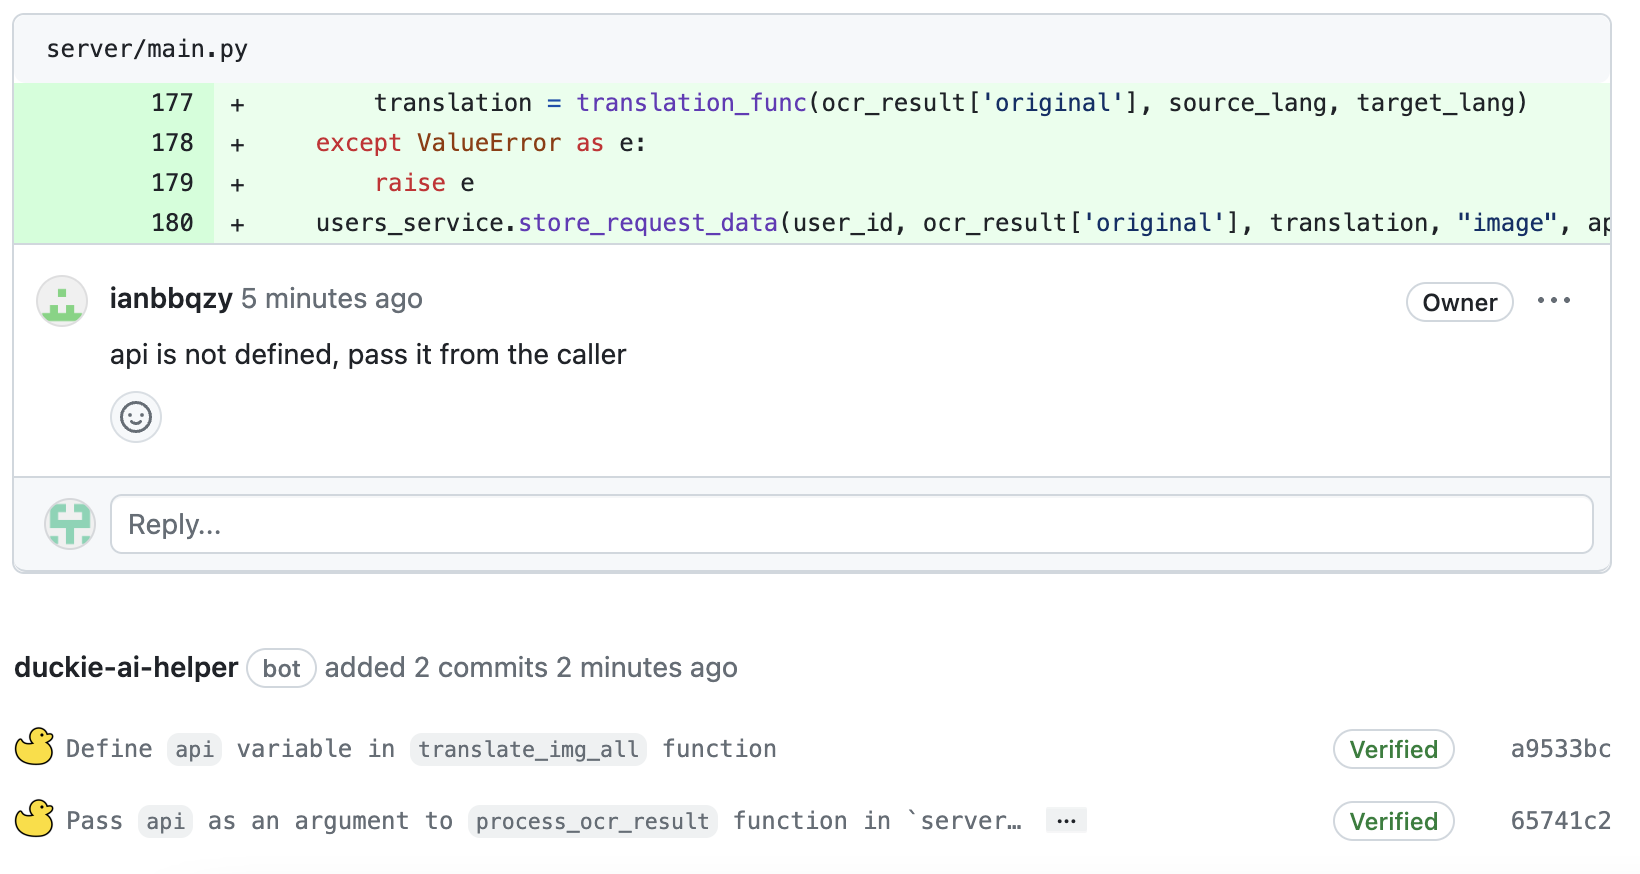 server/main.py
177 + translation = translation_func(ocr_result['original'], source_lang, target_lang)
178 + except ValueError as e:
179 + raise e
180 + users_service.store_request_data(user_id, ocr_result['original'], translation, "image", ap
ianbbqzy 5 minutes ago Owner ...
api is not defined, pass it from the caller
Reply...
duckie-ai-helper bot added 2 commits 2 minutes ago
Define api variable in translate_img_all function Verified a9533bc
Pass api as an argument to process_ocr_result function in `server… ... Verified 65741c2